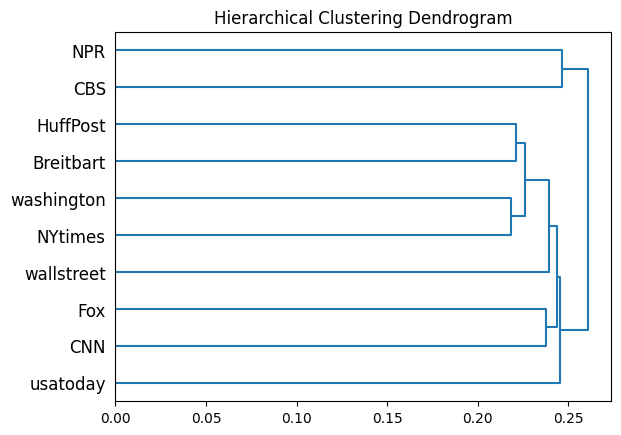 Hierarchical Clustering Dendrogram
NPR
CBS
HuffPost
Breitbart
washington
NYtimes
wallstreet
Fox
CNN
usatoday
0.00 0.05 0.10 0.15 0.20 0.25